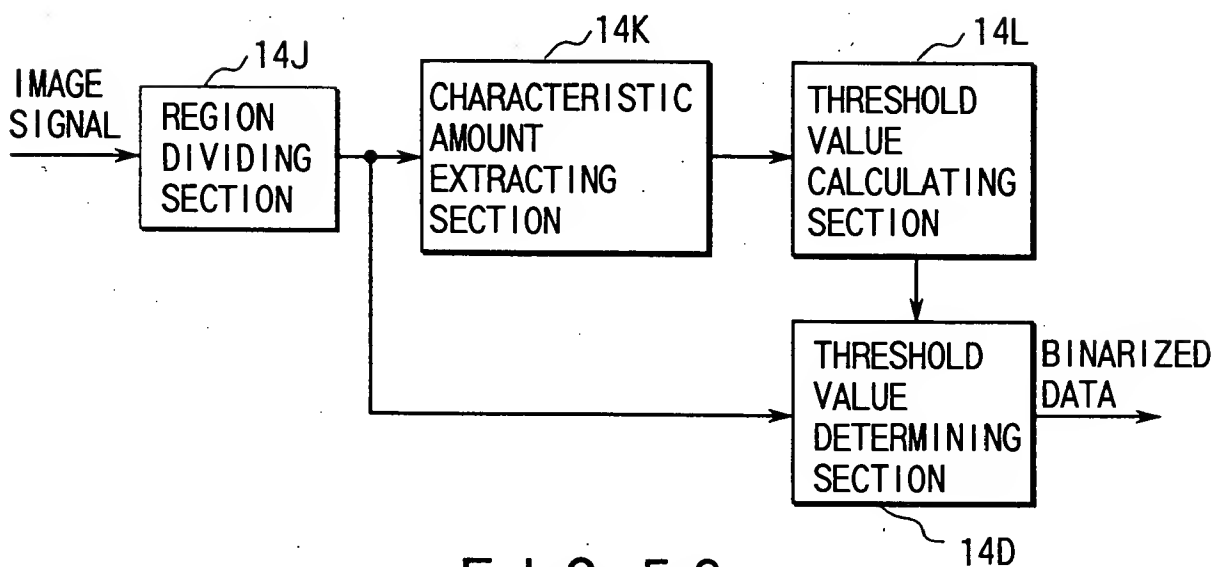 14J
14K
14L
IMAGE
SIGNAL
REGION
DIVIDING
SECTION
CHARACTERISTIC
AMOUNT
EXTRACTING
SECTION
THRESHOLD
VALUE
CALCULATING
SECTION
THRESHOLD
VALUE
DETERMINING
SECTION
BINARIZED
DATA
14D